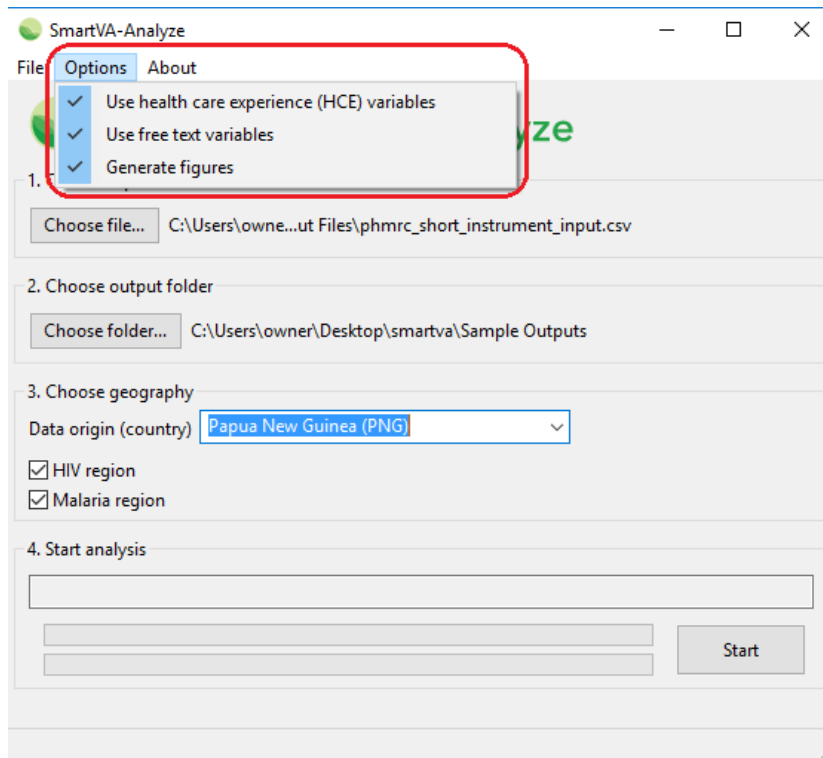 SmartVA-Analyze
File Options About
Use health care experience (HCE) variables
Use free text variables
Generate figures
1.
Choose file... C:\Users\owne...ut Files\phmrc_short_instrument_input.csv
2. Choose output folder
Choose folder... C:\Users\owner\Desktop\smartva\Sample Outputs
3. Choose geography
Data origin (country) Papua New Guinea (PNG)
HIV region
Malaria region
4. Start analysis
Start